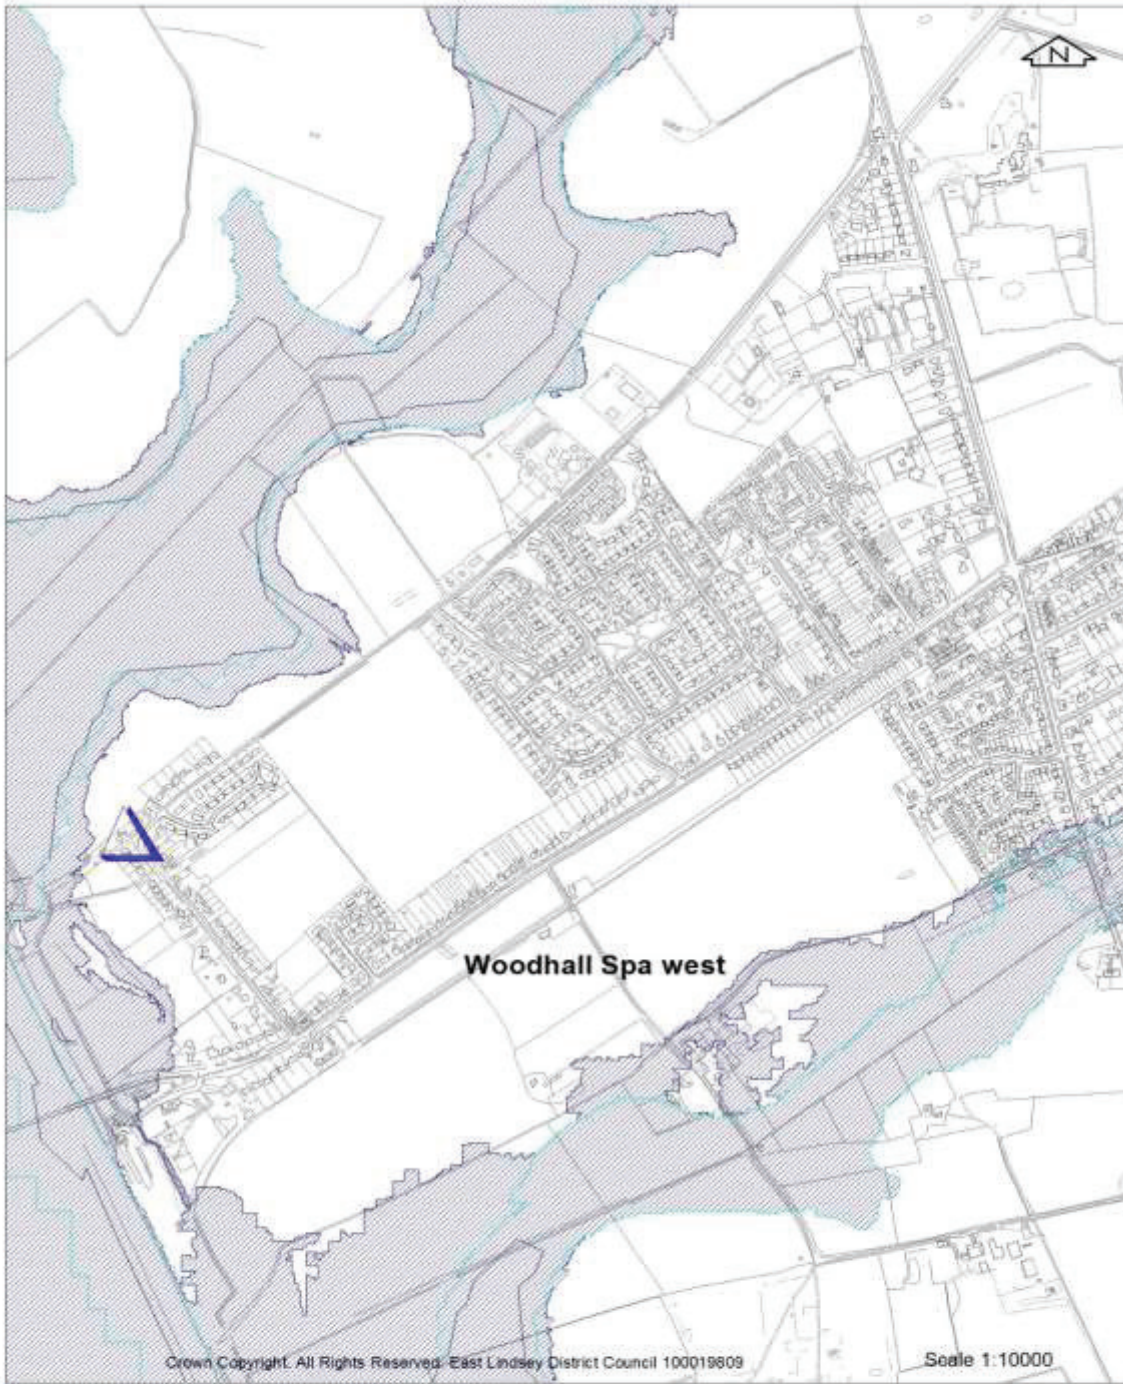 N
Woodhall Spa west
Crown Copyright. All Rights Reserved. East Lindsey District Council 100019809
Scale 1:10000